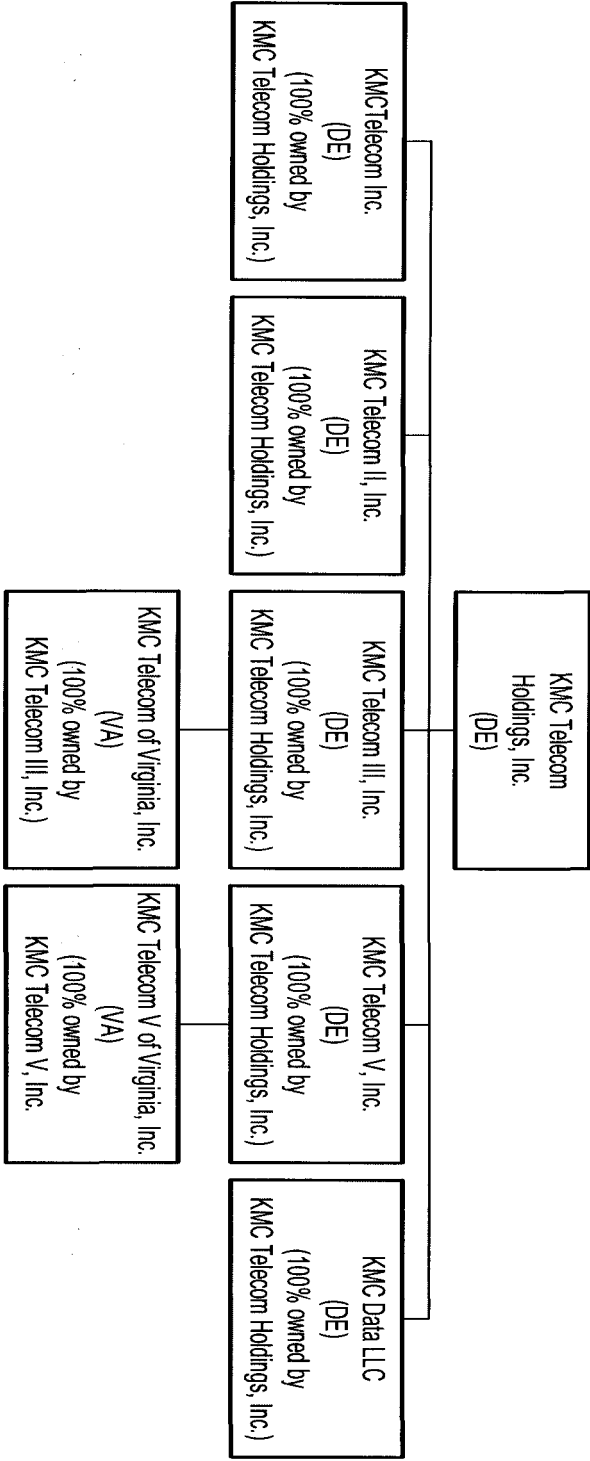 KMC Telecom
Holdings, Inc.
(DE)
KMCTelecom Inc.
(DE)
(100% owned by
KMC Telecom Holdings, Inc.)
KMC Telecom II, Inc.
(DE)
(100% owned by
KMC Telecom Holdings, Inc.)
KMC Telecom III, Inc.
(DE)
(100% owned by
KMC Telecom Holdings, Inc.)
KMC Telecom V, Inc.
(DE)
(100% owned by
KMC Telecom Holdings, Inc.)
KMC Data LLC
(DE)
(100% owned by
KMC Telecom Holdings, Inc.)
KMC Telecom of Virginia, Inc.
(VA)
(100% owned by
KMC Telecom III, Inc.)
KMC Telecom V of Virginia, Inc.
(VA)
(100% owned by
KMC Telecom V, Inc.